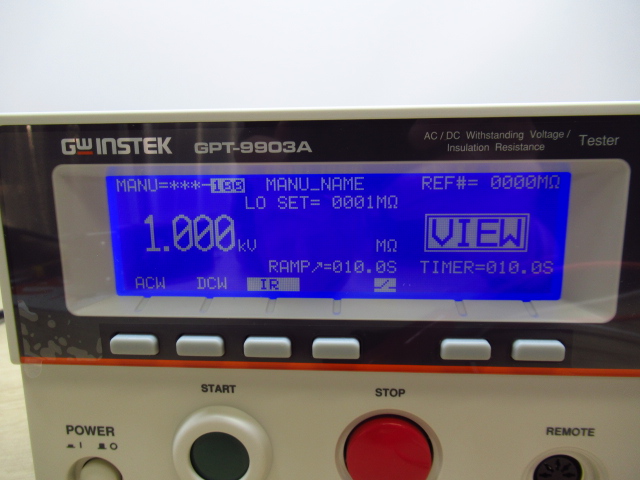 GW INSTEK GPT-9903A
AC / DC Withstanding Voltage /
Insulation Resistance
Tester
MANU=***-100 MANU_NAME REF#= 0000MΩ
LO SET= 0001MΩ
1.000kV MΩ VIEW
RAMP↗=010.0S TIMER=010.0S
ACW DCW IR
START STOP
POWER REMOTE
I O